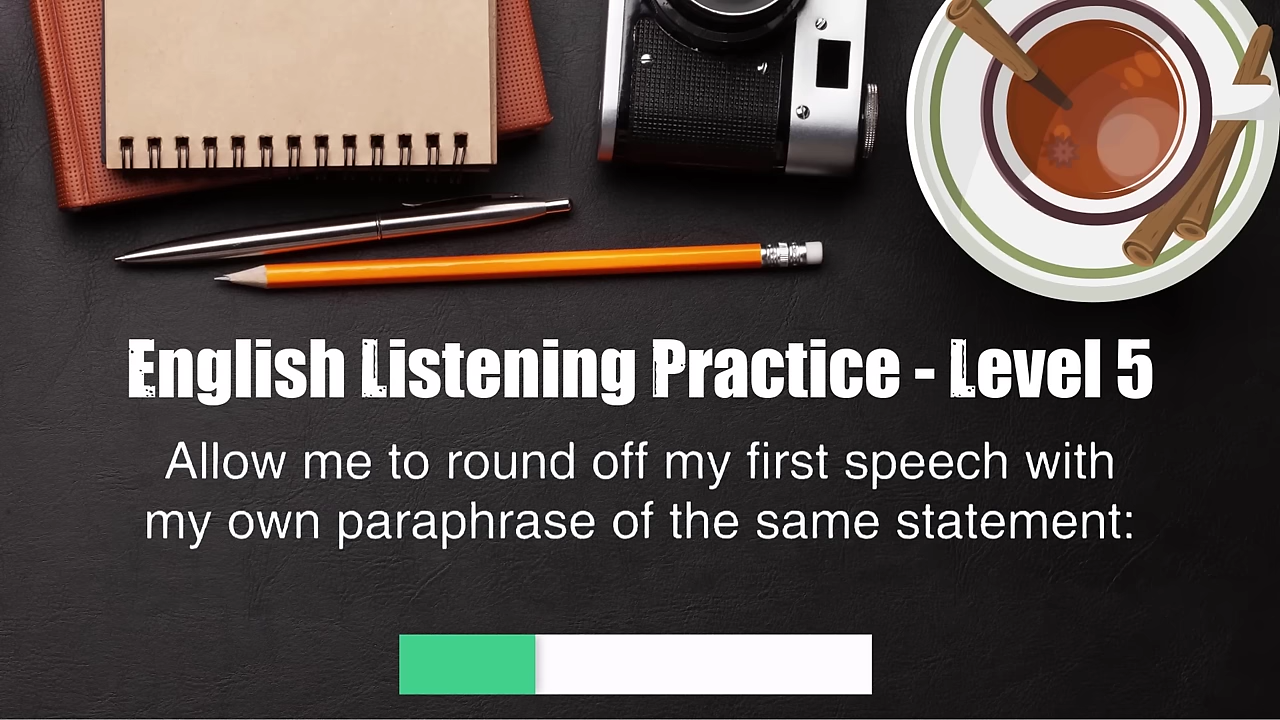 English Listening Practice - Level 5
Allow me to round off my first speech with
my own paraphrase of the same statement: